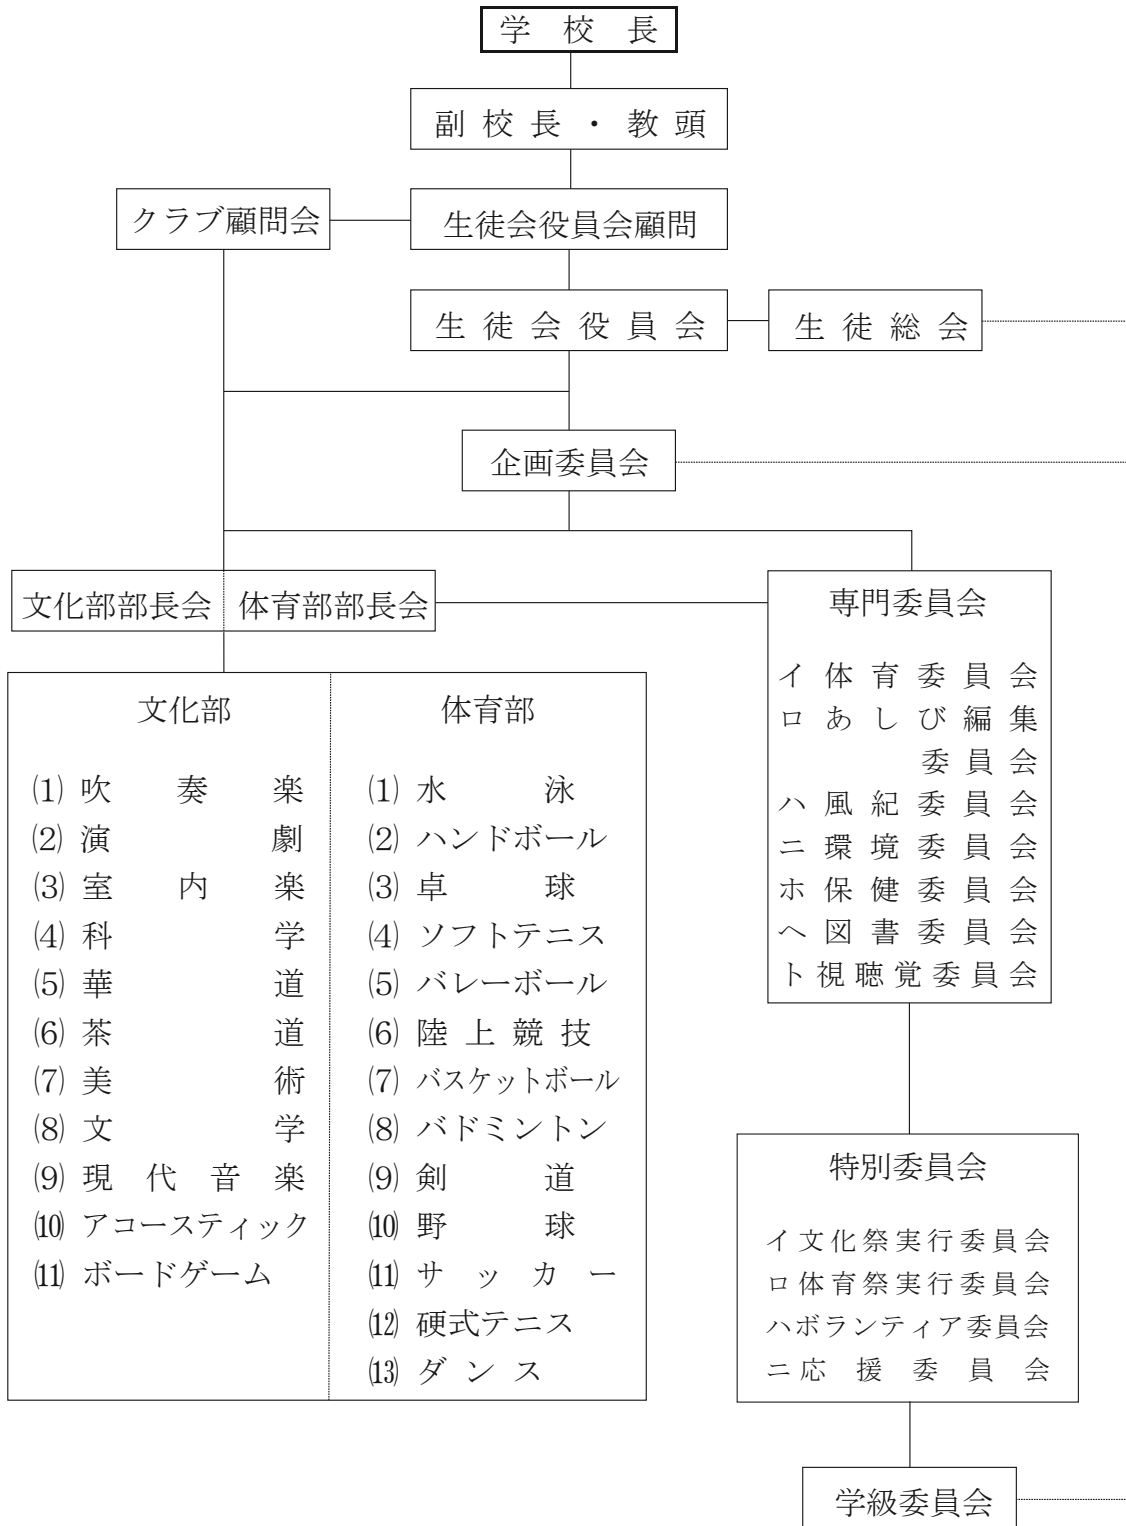 学校長
副校長・教頭
クラブ顧問会
生徒会役員会顧問
生徒会役員会
生徒総会
企画委員会
文化部部長会
体育部部長会
文化部
⑴ 吹奏楽
⑵ 演劇
⑶ 室内楽
⑷ 科学
⑸ 華道
⑹ 茶道
⑺ 美術
⑻ 文学
⑼ 現代音楽
⑽ アコースティック
⑾ ボードゲーム
体育部
⑴ 水泳
⑵ ハンドボール
⑶ 卓球
⑷ ソフトテニス
⑸ バレーボール
⑹ 陸上競技
⑺ バスケットボール
⑻ バドミントン
⑼ 剣道
⑽ 野球
⑾ サッカー
⑿ 硬式テニス
⒀ ダンス
専門委員会
イ 体育委員会
ロ あしび編集
委員会
ハ 風紀委員会
ニ 環境委員会
ホ 保健委員会
ヘ 図書委員会
ト 視聴覚委員会
特別委員会
イ 文化祭実行委員会
ロ 体育祭実行委員会
ハ ボランティア委員会
ニ 応援委員会
学級委員会